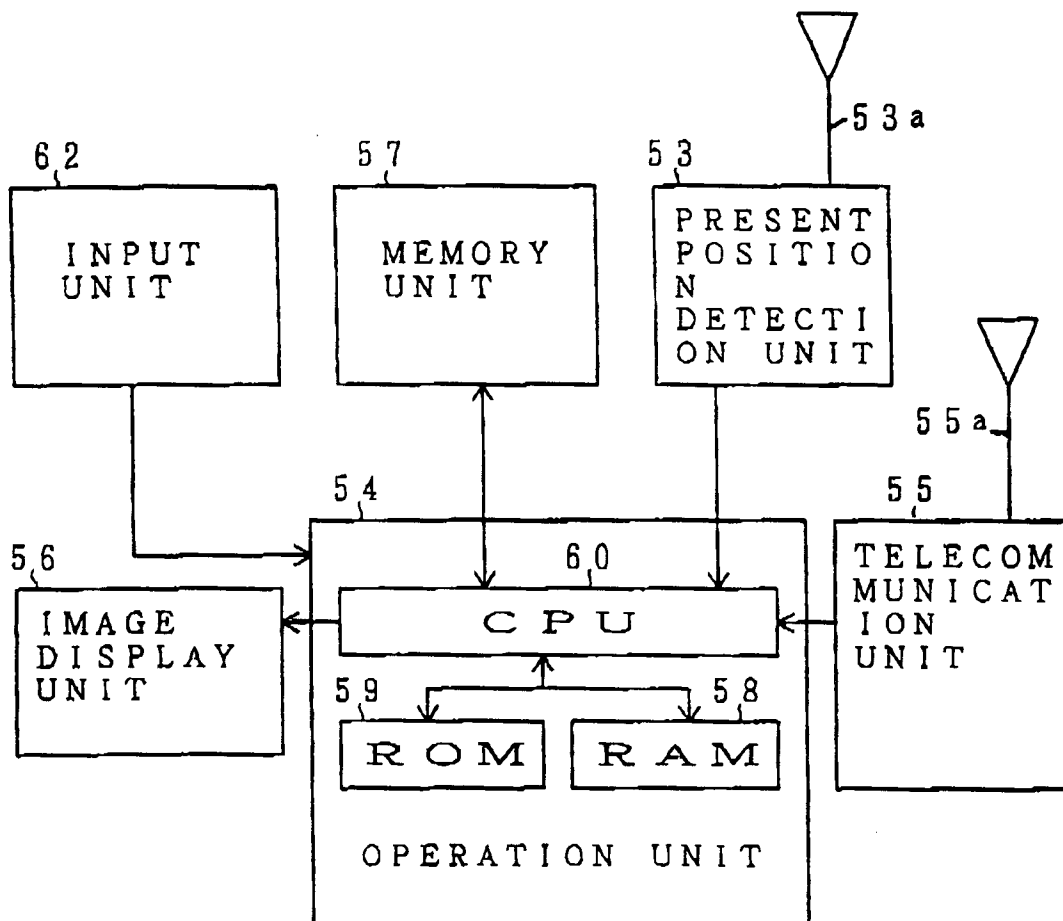 53a
62
57
53
INPUT
UNIT
MEMORY
UNIT
PRESENT
POSITIO
N
DETECTI
ON UNIT
55a
54
55
56
60
IMAGE
DISPLAY
UNIT
CPU
TELECOM
MUNICAT
ION
UNIT
59
58
ROM
RAM
OPERATION UNIT